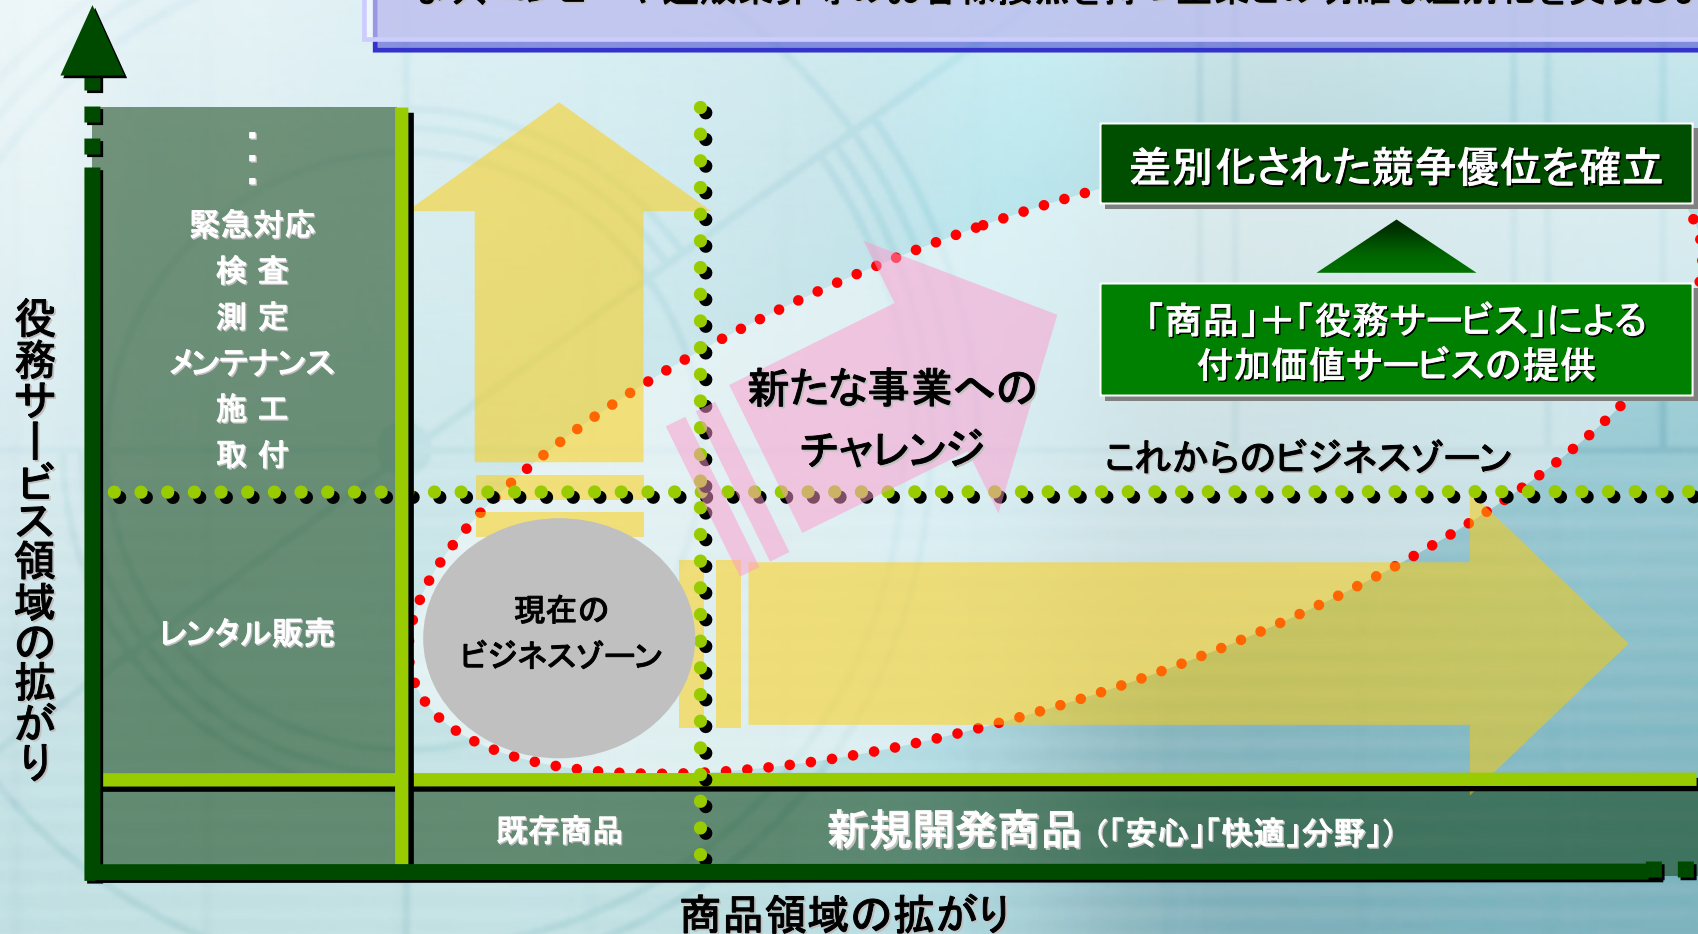 差別化された競争優位を確立
「商品」＋「役務サービス」による
付加価値サービスの提供
緊急対応
検 査
測 定
メンテナンス
施 工
取 付
レンタル販売
役務サービス領域の拡がり
新たな事業への
チャレンジ
これからのビジネスゾーン
現在の
ビジネスゾーン
既存商品
新規開発商品（「安心」「快適」分野」）
商品領域の拡がり